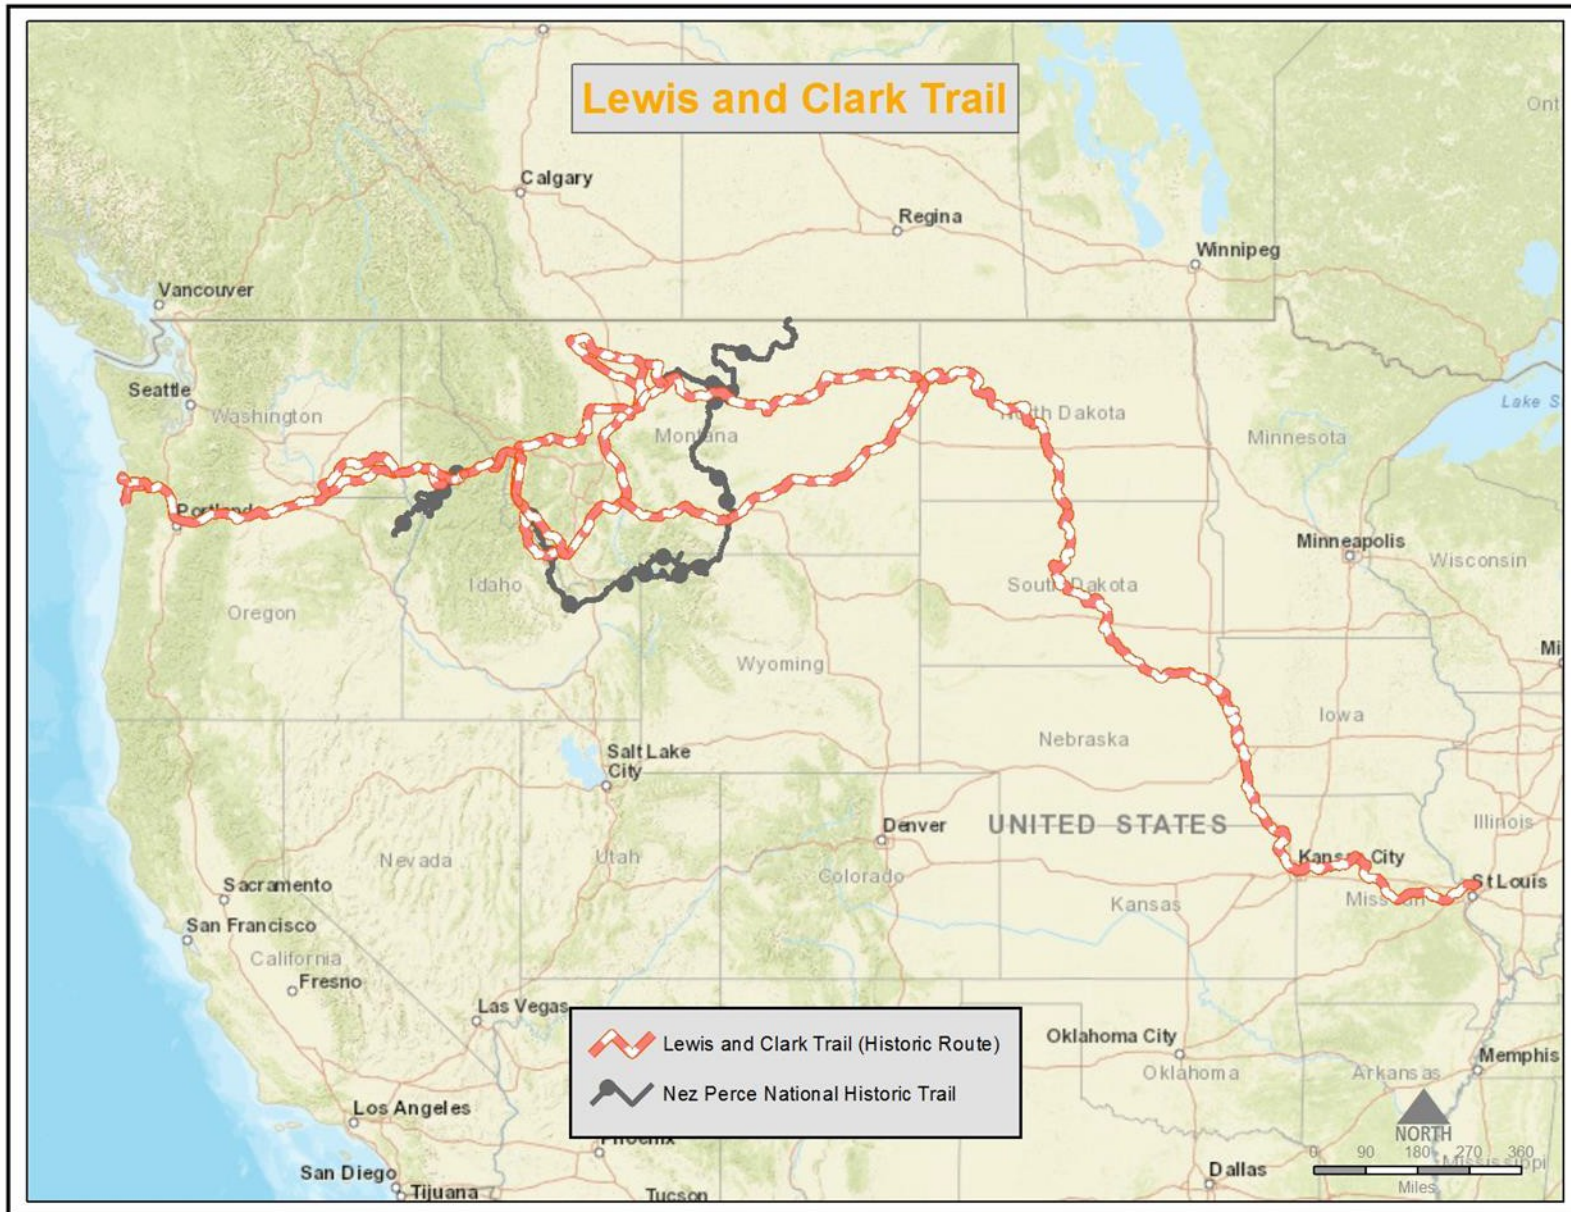 Lewis and Clark Trail
Ont
Calgary
Regina
Winnipeg
Vancouver
Seattle
Washington
Lake S
North Dakota
Montana
Minnesota
Portland
Minneapolis
Wisconsin
Idaho
South Dakota
Oregon
Wyoming
Mi
Iowa
Nebraska
Salt Lake
City
UNITED STATES
Denver
Illinois
Nevada
Utah
Kansas City
Colorado
St Louis
Sacramento
Kansas
Missouri
San Francisco
California
Fresno
Las Vegas
Lewis and Clark Trail (Historic Route)
Oklahoma City
Memphis
Oklahoma
Arkansas
Nez Perce National Historic Trail
Los Angeles
Phoenix
NORTH
0 90 180 270 360
Mississippi
Miles
San Diego
Dallas
Tijuana
Tucson